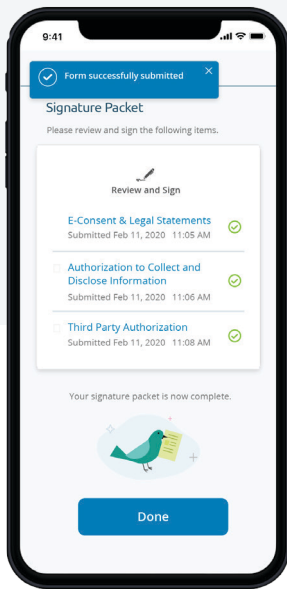 9:41
Form successfully submitted
Signature Packet
Please review and sign the following items.
Review and Sign
E-Consent & Legal Statements
Submitted Feb 11, 2020 11:05 AM
Authorization to Collect and
Disclose Information
Submitted Feb 11, 2020 11:06 AM
Third Party Authorization
Submitted Feb 11, 2020 11:08 AM
Your signature packet is now complete.
Done